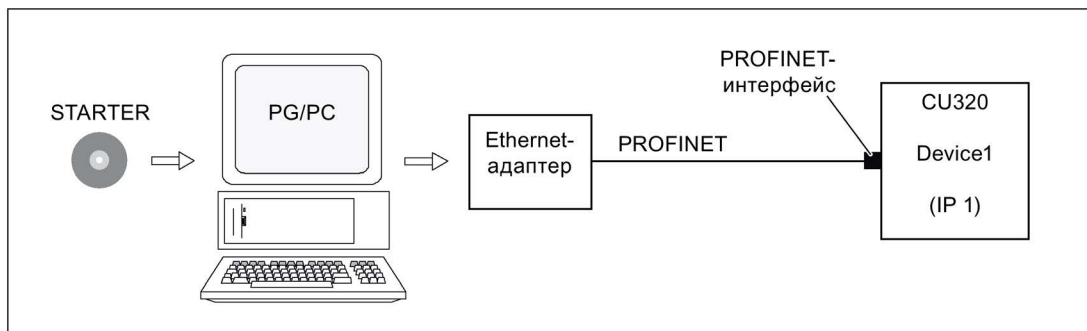 STARTER
PG/PC
Ethernet-
адаптер
PROFINET
PROFINET-
интерфейс
CU320
Device1
(IP 1)